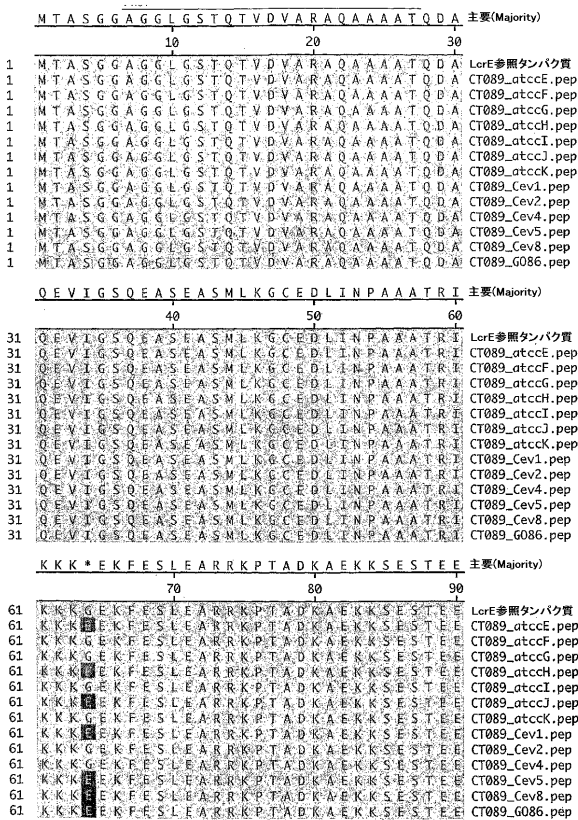 M T A S G G A G G L G S T Q T V D V A R A Q A A A A T Q D A 主要(Majority)
10 20 30
1 M T A S G G A G G L G S T Q T V D V A R A Q A A A A T Q D A LcrE参照タンパク質
1 M T A S G G A G G L G S T Q T V D V A R A Q A A A A T Q D A CT089_atccE.pep
1 M T A S G G A G G L G S T Q T V D V A R A Q A A A A T Q D A CT089_atccF.pep
1 M T A S G G A G G L G S T Q T V D V A R A Q A A A A T Q D A CT089_atccG.pep
1 M T A S G G A G G L G S T Q T V D V A R A Q A A A A T Q D A CT089_atccH.pep
1 M T A S G G A G G L G S T Q T V D V A R A Q A A A A T Q D A CT089_atccI.pep
1 M T A S G G A G G L G S T Q T V D V A R A Q A A A A T Q D A CT089_atccJ.pep
1 M T A S G G A G G L G S T Q T V D V A R A Q A A A A T Q D A CT089_atccK.pep
1 M T A S G G A G G L G S T Q T V D V A R A Q A A A A T Q D A CT089_Cev1.pep
1 M T A S G G A G G L G S T Q T V D V A R A Q A A A A T Q D A CT089_Cev2.pep
1 M T A S G G A G G L G S T Q T V D V A R A Q A A A A T Q D A CT089_Cev4.pep
1 M T A S G G A G G L G S T Q T V D V A R A Q A A A A T Q D A CT089_Cev5.pep
1 M T A S G G A G G L G S T Q T V D V A R A Q A A A A T Q D A CT089_Cev8.pep
1 M T A S G G A G G L G S T Q T V D V A R A Q A A A A T Q D A CT089_G086.pep
Q E V I G S Q E A S E A S M L K G C E D L I N P A A A T R I 主要(Majority)
40 50 60
31 Q E V I G S Q E A S E A S M L K G C E D L I N P A A A T R I LcrE参照タンパク質
31 Q E V I G S Q E A S E A S M L K G C E D L I N P A A A T R I CT089_atccE.pep
31 Q E V I G S Q E A S E A S M L K G C E D L I N P A A A T R I CT089_atccF.pep
31 Q E V I G S Q E A S E A S M L K G C E D L I N P A A A T R I CT089_atccG.pep
31 Q E V I G S Q E A S E A S M L K G C E D L I N P A A A T R I CT089_atccH.pep
31 Q E V I G S Q E A S E A S M L K G C E D L I N P A A A T R I CT089_atccI.pep
31 Q E V I G S Q E A S E A S M L K G C E D L I N P A A A T R I CT089_atccJ.pep
31 Q E V I G S Q E A S E A S M L K G C E D L I N P A A A T R I CT089_atccK.pep
31 Q E V I G S Q E A S E A S M L K G C E D L I N P A A A T R I CT089_Cev1.pep
31 Q E V I G S Q E A S E A S M L K G C E D L I N P A A A T R I CT089_Cev2.pep
31 Q E V I G S Q E A S E A S M L K G C E D L I N P A A A T R I CT089_Cev4.pep
31 Q E V I G S Q E A S E A S M L K G C E D L I N P A A A T R I CT089_Cev5.pep
31 Q E V I G S Q E A S E A S M L K G C E D L I N P A A A T R I CT089_Cev8.pep
31 Q E V I G S Q E A S E A S M L K G C E D L I N P A A A T R I CT089_G086.pep
K K K * E K F E S L E A R R K P T A D K A E K K S E S T E E 主要(Majority)
70 80 90
61 K K K G E K F E S L E A R R K P T A D K A E K K S E S T E E LcrE参照タンパク質
61 K K K E E K F E S L E A R R K P T A D K A E K K S E S T E E CT089_atccE.pep
61 K K K G E K F E S L E A R R K P T A D K A E K K S E S T E E CT089_atccF.pep
61 K K K G E K F E S L E A R R K P T A D K A E K K S E S T E E CT089_atccG.pep
61 K K K E E K F E S L E A R R K P T A D K A E K K S E S T E E CT089_atccH.pep
61 K K K G E K F E S L E A R R K P T A D K A E K K S E S T E E CT089_atccI.pep
61 K K K E E K F E S L E A R R K P T A D K A E K K S E S T E E CT089_atccJ.pep
61 K K K G E K F E S L E A R R K P T A D K A E K K S E S T E E CT089_atccK.pep
61 K K K E E K F E S L E A R R K P T A D K A E K K S E S T E E CT089_Cev1.pep
61 K K K G E K F E S L E A R R K P T A D K A E K K S E S T E E CT089_Cev2.pep
61 K K K G E K F E S L E A R R K P T A D K A E K K S E S T E E CT089_Cev4.pep
61 K K K E E K F E S L E A R R K P T A D K A E K K S E S T E E CT089_Cev5.pep
61 K K K E E K F E S L E A R R K P T A D K A E K K S E S T E E CT089_Cev8.pep
61 K K K E E K F E S L E A R R K P T A D K A E K K S E S T E E CT089_G086.pep